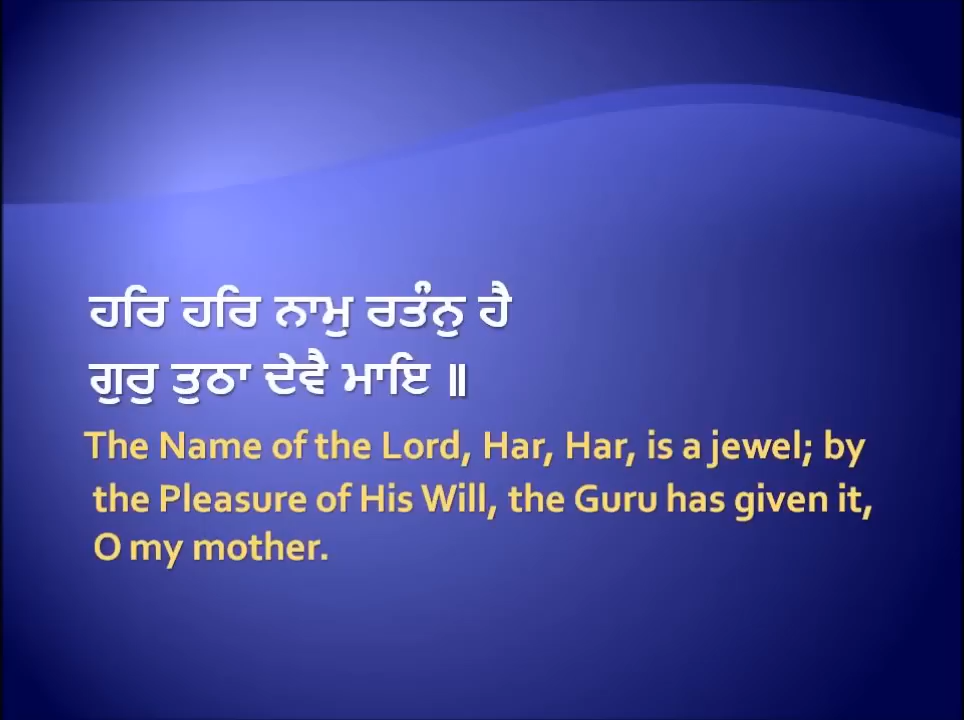 ਹਰਿ ਹਰਿ ਨਾਮੁ ਰਤੰਨੁ ਹੈ
ਗੁਰੁ ਤੁਠਾ ਦੇਵੈ ਮਾਇ ॥
The Name of the Lord, Har, Har, is a jewel; by
the Pleasure of His Will, the Guru has given it,
O my mother.